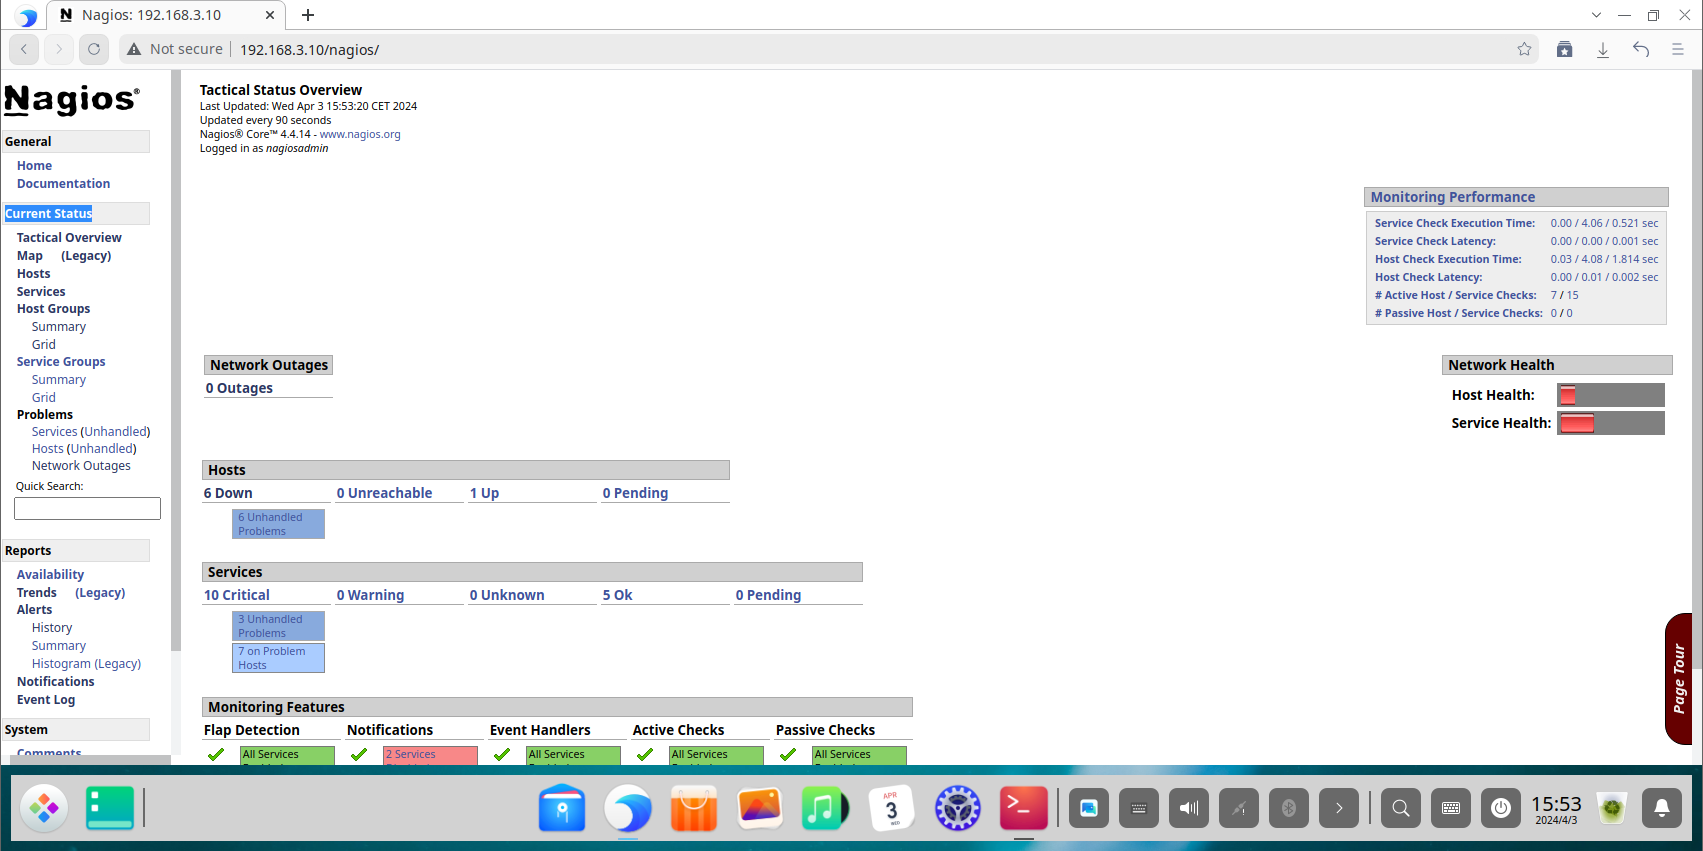 Nagios: 192.168.3.10
Not secure
192.168.3.10/nagios/
Nagios®
General
Home
Documentation
Current Status
Tactical Overview
Map (Legacy)
Hosts
Services
Host Groups
Summary
Grid
Service Groups
Summary
Grid
Problems
Services (Unhandled)
Hosts (Unhandled)
Network Outages
Quick Search:
Reports
Availability
Trends (Legacy)
Alerts
History
Summary
Histogram (Legacy)
Notifications
Event Log
System
Comments
Tactical Status Overview
Last Updated: Wed Apr 3 15:53:20 CET 2024
Updated every 90 seconds
Nagios® Core™ 4.4.14 - www.nagios.org
Logged in as nagiosadmin
Monitoring Performance
Service Check Execution Time: 0.00 / 4.06 / 0.521 sec
Service Check Latency: 0.00 / 0.00 / 0.001 sec
Host Check Execution Time: 0.03 / 4.08 / 1.814 sec
Host Check Latency: 0.00 / 0.01 / 0.002 sec
# Active Host / Service Checks: 7 / 15
# Passive Host / Service Checks: 0 / 0
Network Outages
0 Outages
Network Health
Host Health:
Service Health:
Hosts
6 Down 0 Unreachable 1 Up 0 Pending
6 Unhandled
Problems
Services
10 Critical 0 Warning 0 Unknown 5 Ok 0 Pending
3 Unhandled
Problems
7 on Problem
Hosts
Monitoring Features
Flap Detection Notifications Event Handlers Active Checks Passive Checks
All Services 2 Services All Services All Services All Services
Page Tour
APR
3
WED
15:53
2024/4/3